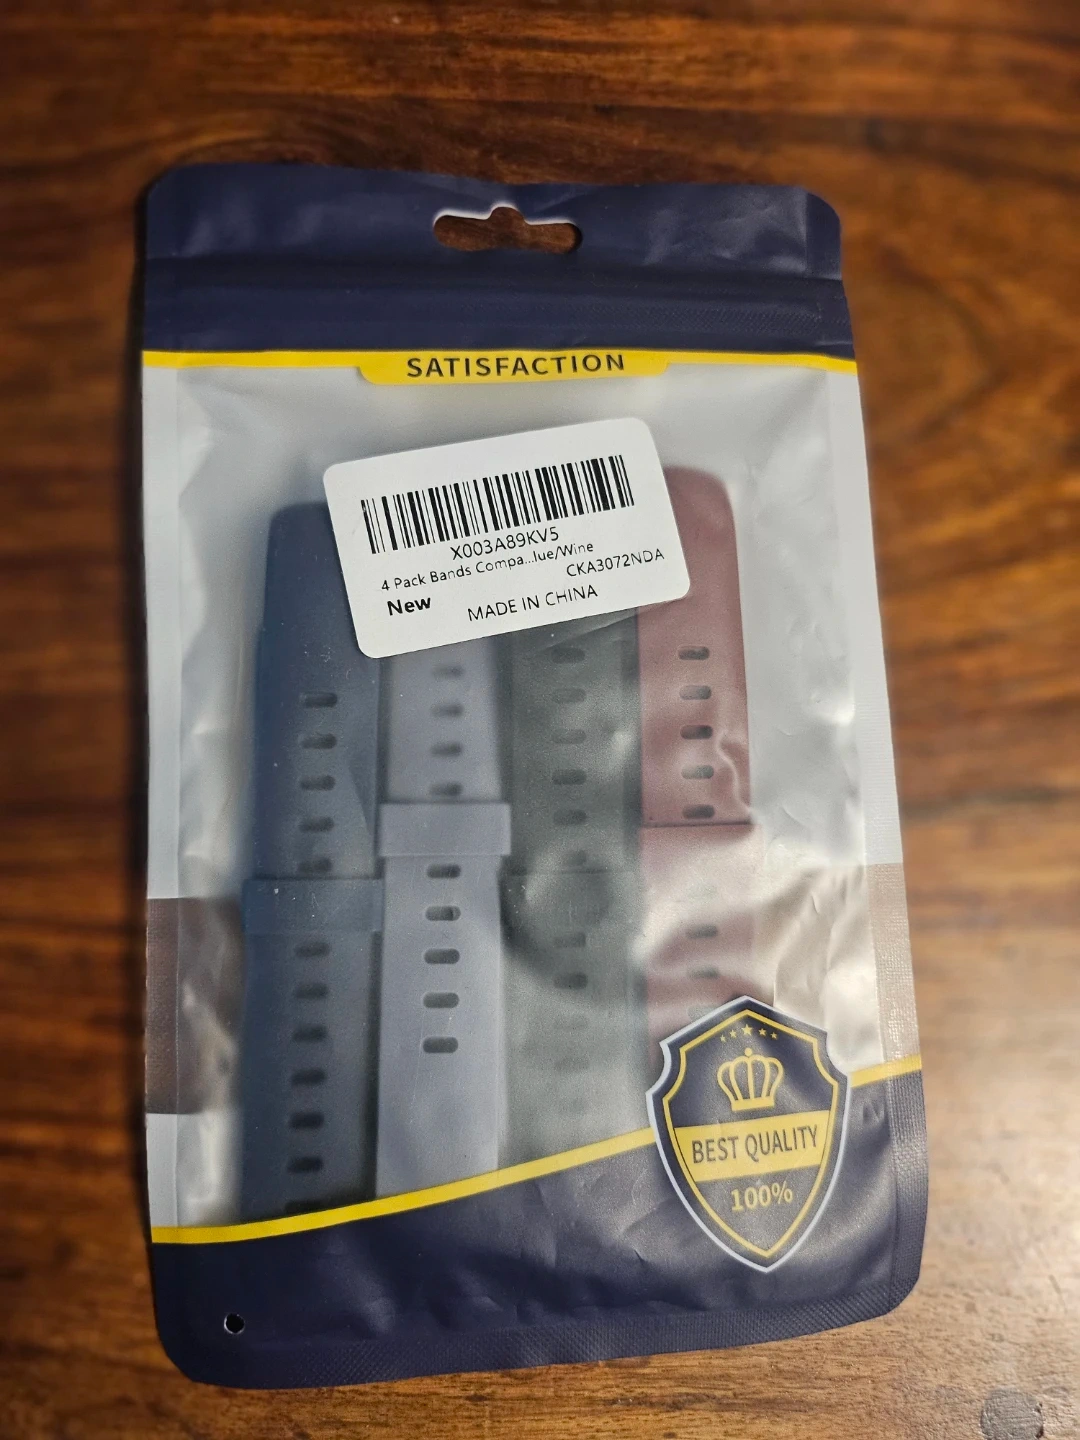 SATISFACTION
X003A89KV5
4 Pack Bands Compa...lue/Wine
CKA3072NDA
New
MADE IN CHINA
BEST QUALITY
100%